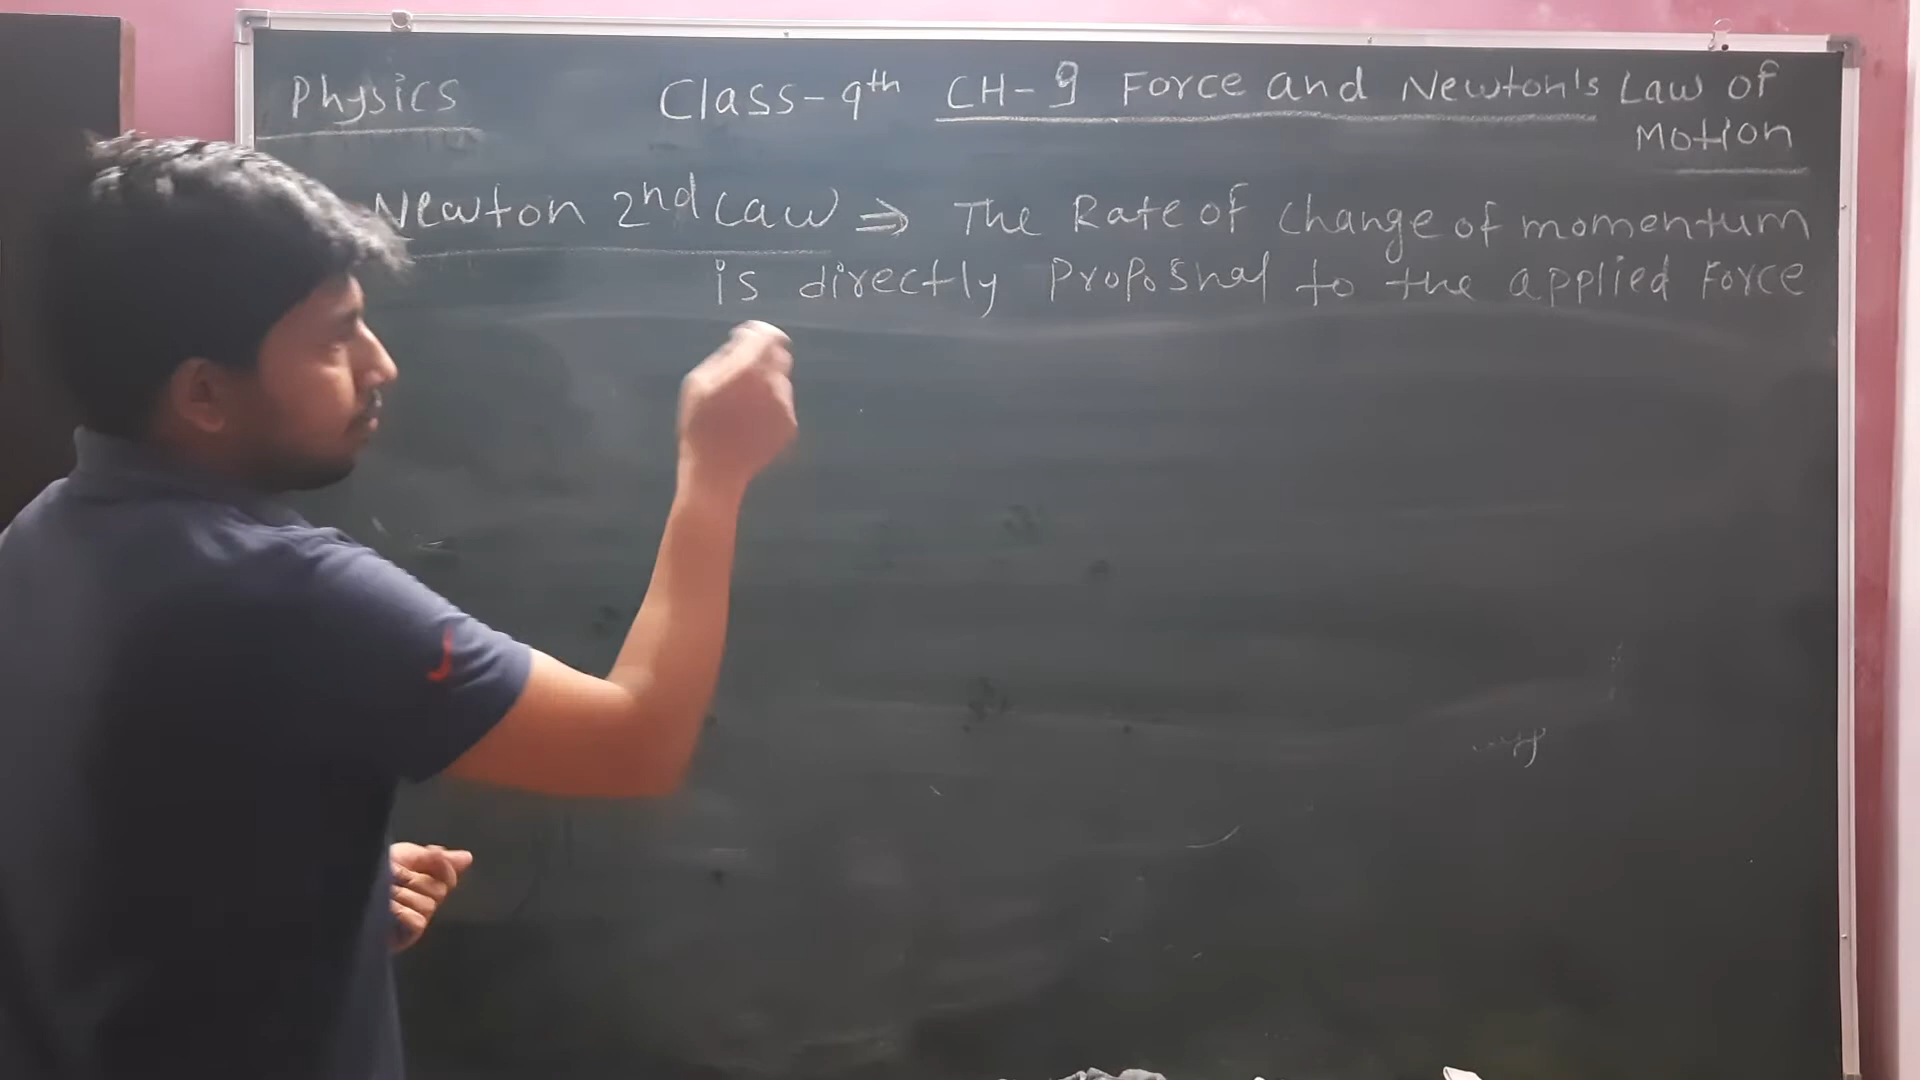 Physics Class-9th CH-9 Force and Newton's Law of
Motion
Newton 2nd Law ⇒ The Rate of change of momentum
is directly Proposnal to the applied Force